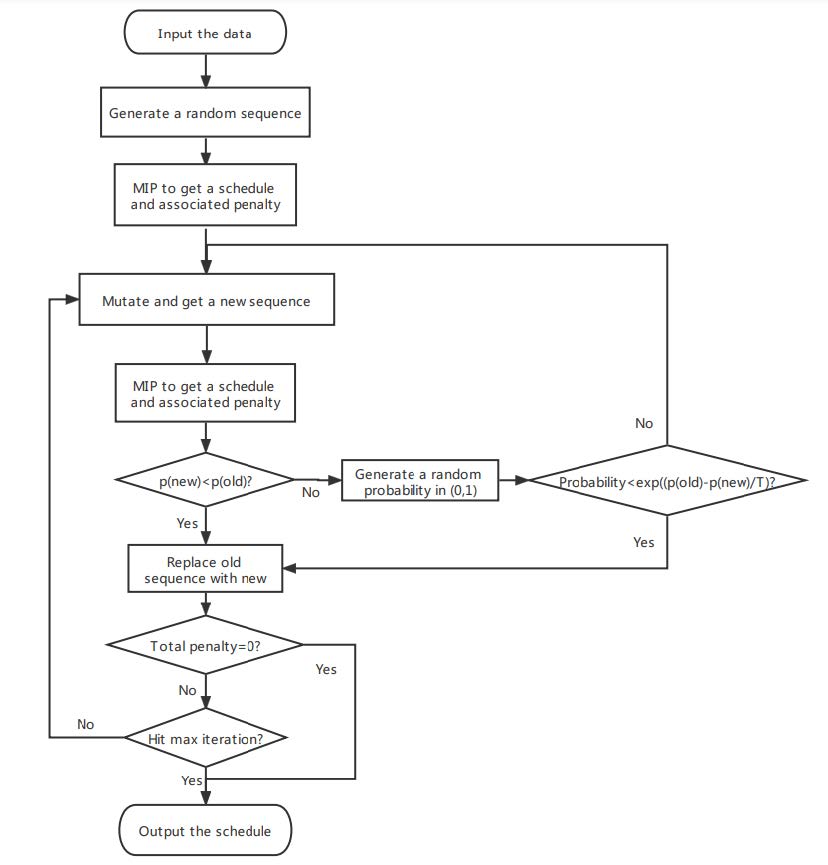 Input the data
Generate a random sequence
MIP to get a schedule
and associated penalty
Mutate and get a new sequence
MIP to get a schedule
and associated penalty
p(new)<p(old)?
No
Generate a random
probability in (0,1)
Probability<exp((p(old)-p(new)/T)?
No
Yes
Yes
Replace old
sequence with new
Total penalty=0?
Yes
No
Hit max iteration?
No
Yes
Output the schedule